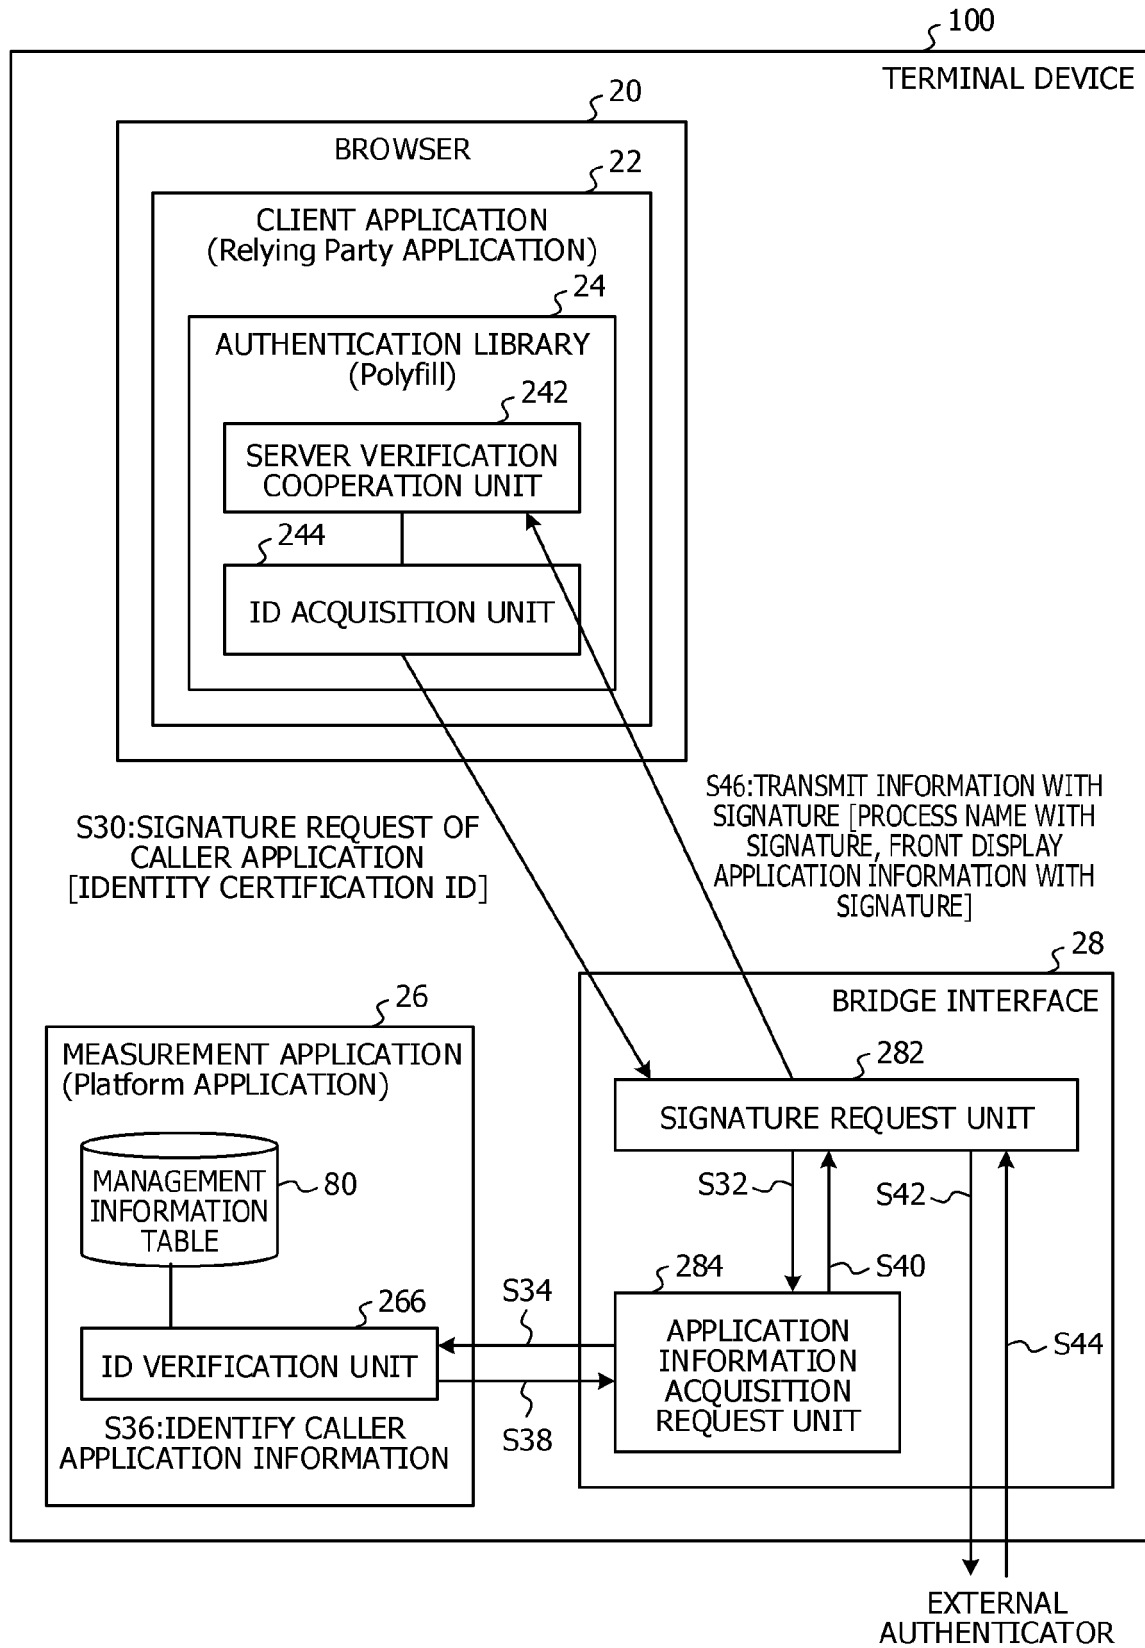 100
TERMINAL DEVICE
20
BROWSER
22
CLIENT APPLICATION
(Relying Party APPLICATION)
24
AUTHENTICATION LIBRARY
(Polyfill)
242
SERVER VERIFICATION
COOPERATION UNIT
244
ID ACQUISITION UNIT
S46:TRANSMIT INFORMATION WITH
SIGNATURE [PROCESS NAME WITH
SIGNATURE, FRONT DISPLAY
APPLICATION INFORMATION WITH
SIGNATURE]
S30:SIGNATURE REQUEST OF
CALLER APPLICATION
[IDENTITY CERTIFICATION ID]
28
BRIDGE INTERFACE
26
MEASUREMENT APPLICATION
(Platform APPLICATION)
282
SIGNATURE REQUEST UNIT
MANAGEMENT
INFORMATION
TABLE
80
S32
S42
S40
284
S34
266
ID VERIFICATION UNIT
APPLICATION
INFORMATION
ACQUISITION
REQUEST UNIT
S44
S38
S36:IDENTIFY CALLER
APPLICATION INFORMATION
EXTERNAL
AUTHENTICATOR